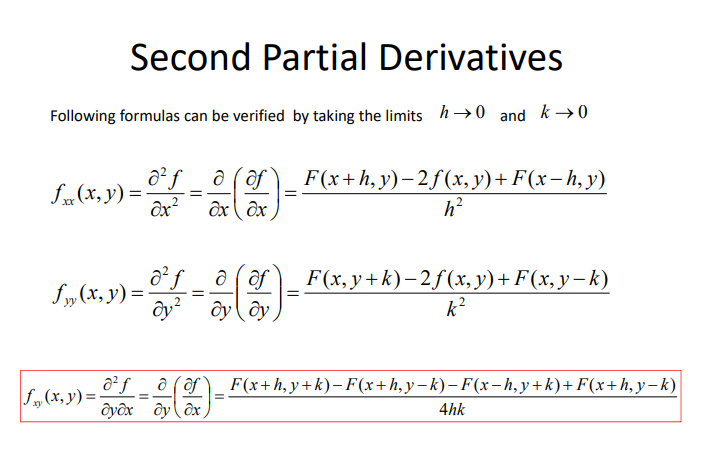 Second Partial Derivatives
Following formulas can be verified by taking the limits h → 0 and k → 0
f_xx(x, y) = ∂²f/∂x² = ∂/∂x (∂f/∂x) = (F(x + h, y) − 2f(x, y) + F(x − h, y))/h²
f_yy(x, y) = ∂²f/∂y² = ∂/∂y (∂f/∂y) = (F(x, y + k) − 2f(x, y) + F(x, y − k))/k²
f_xy(x, y) = ∂²f/∂y∂x = ∂/∂y (∂f/∂x) = (F(x + h, y + k) − F(x + h, y − k) − F(x − h, y + k) + F(x + h, y − k))/4hk